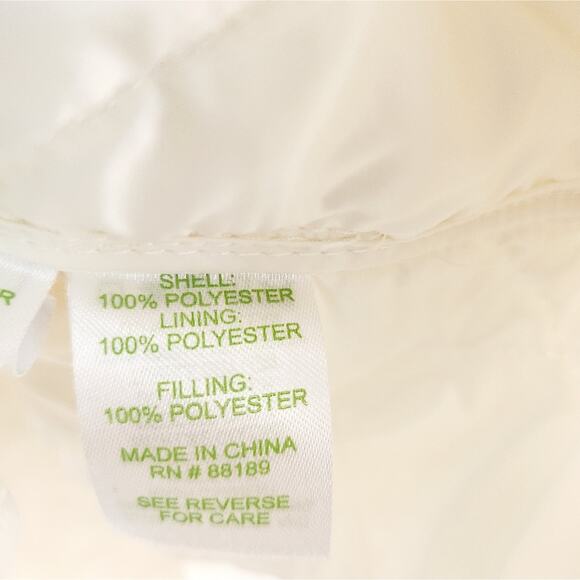 SHELL:
100% POLYESTER
LINING:
100% POLYESTER
FILLING:
100% POLYESTER
MADE IN CHINA
RN # 88189
SEE REVERSE
FOR CARE
R